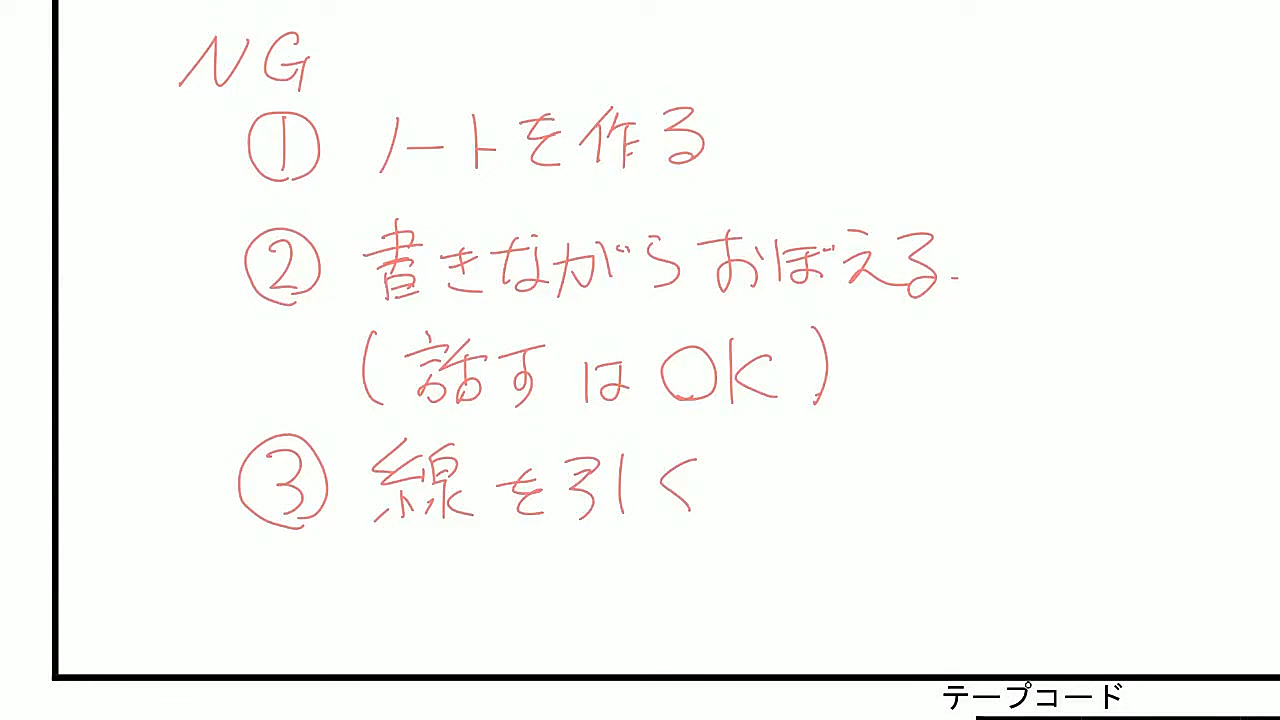 NG
① ノートを作る
② 書きながらおぼえる.
(話すはOK)
③ 線を引く
テープコード